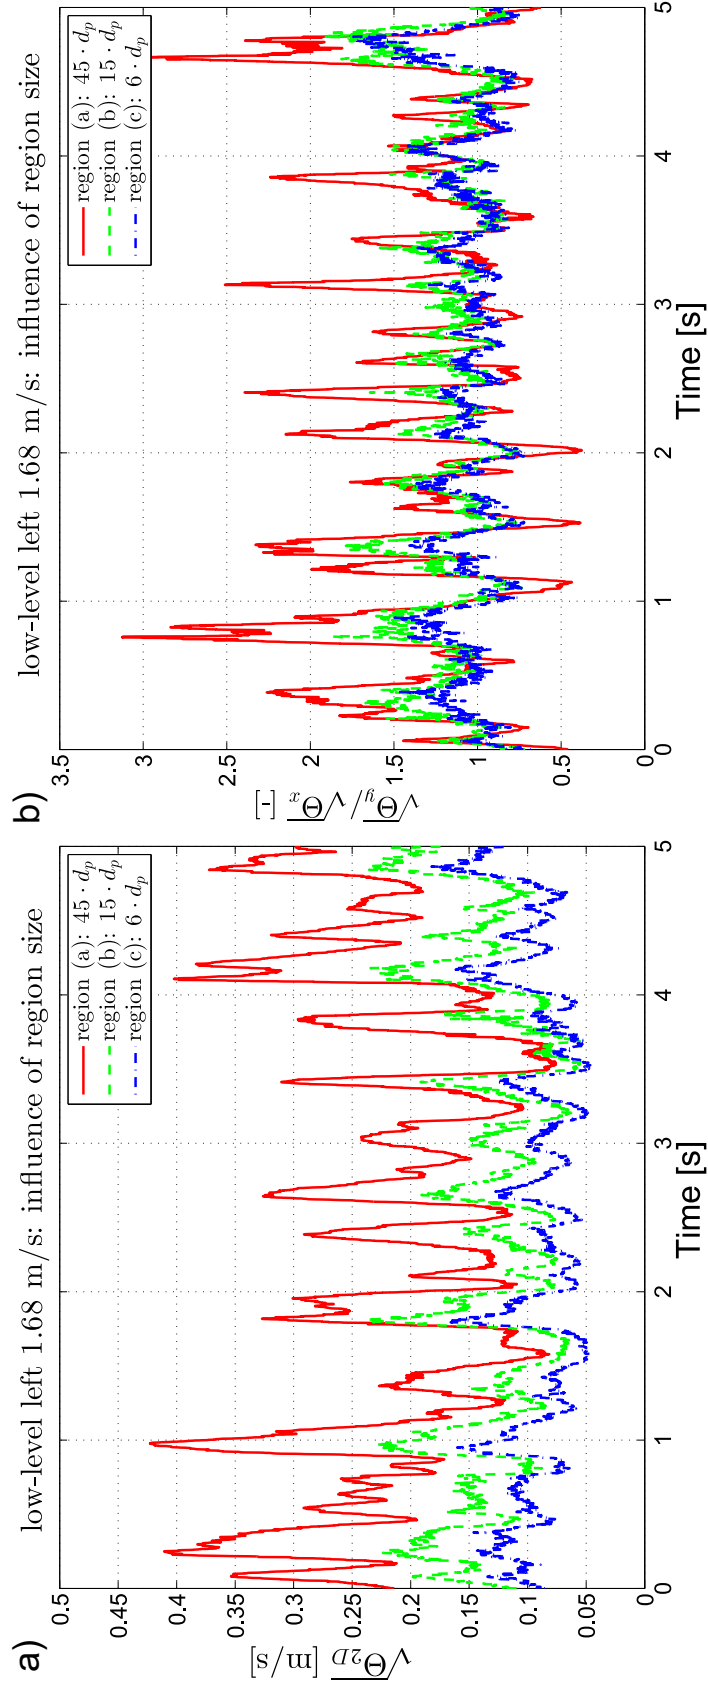 a)
low-level left 1.68 m/s: influence of region size
region (a): 45 · d_p
region (b): 15 · d_p
region (c): 6 · d_p
√Θ_2D [m/s]
0.5
0.45
0.4
0.35
0.3
0.25
0.2
0.15
0.1
0.05
0
0 1 2 3 4 5
Time [s]
b)
low-level left 1.68 m/s: influence of region size
region (a): 45 · d_p
region (b): 15 · d_p
region (c): 6 · d_p
√Θ_y/√Θ_x [-]
3.5
3
2.5
2
1.5
1
0.5
0
0 1 2 3 4 5
Time [s]